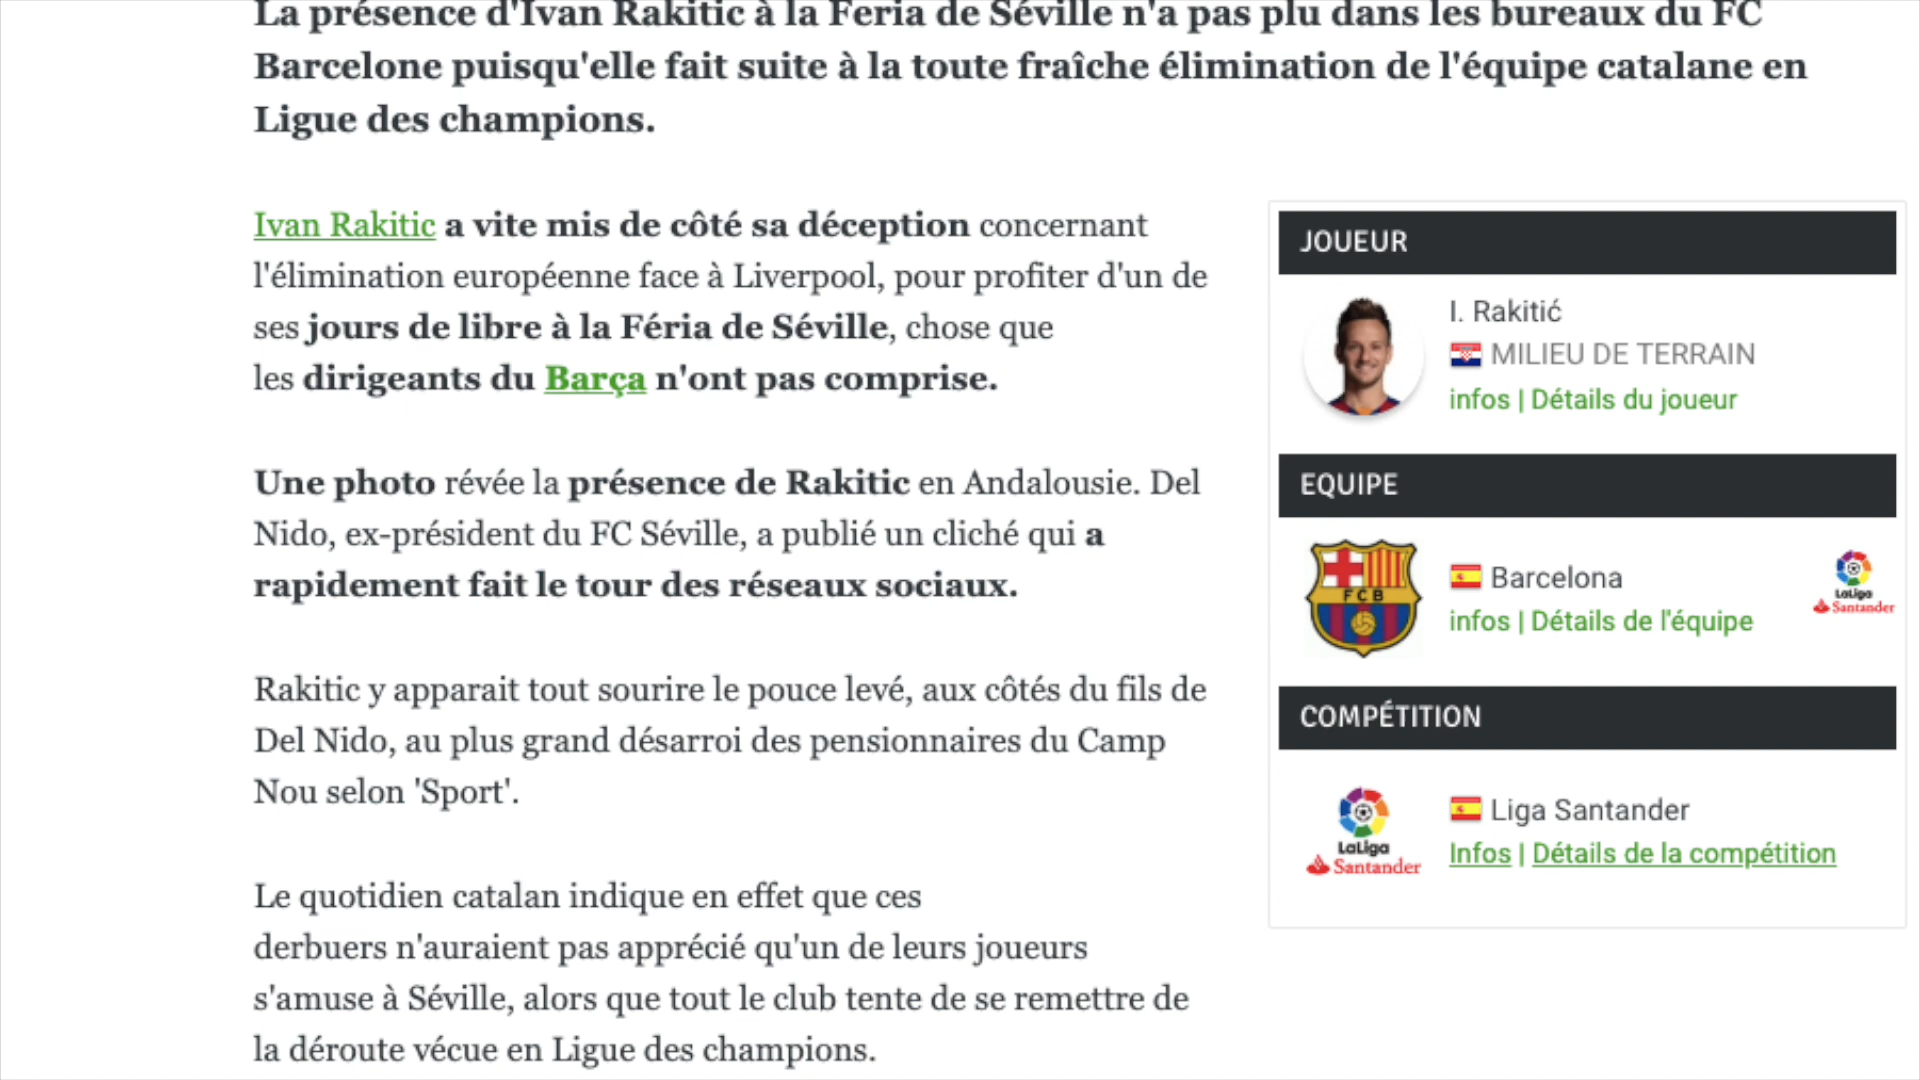 La présence d'Ivan Rakitic à la Feria de Séville n'a pas plu dans les bureaux du FC
Barcelone puisqu'elle fait suite à la toute fraîche élimination de l'équipe catalane en
Ligue des champions.
Ivan Rakitic a vite mis de côté sa déception concernant
l'élimination européenne face à Liverpool, pour profiter d'un de
ses jours de libre à la Féria de Séville, chose que
les dirigeants du Barça n'ont pas comprise.
Une photo révée la présence de Rakitic en Andalousie. Del
Nido, ex-président du FC Séville, a publié un cliché qui a
rapidement fait le tour des réseaux sociaux.
Rakitic y apparait tout sourire le pouce levé, aux côtés du fils de
Del Nido, au plus grand désarroi des pensionnaires du Camp
Nou selon 'Sport'.
Le quotidien catalan indique en effet que ces
derbuers n'auraient pas apprécié qu'un de leurs joueurs
s'amuse à Séville, alors que tout le club tente de se remettre de
la déroute vécue en Ligue des champions.
JOUEUR
I. Rakitić
MILIEU DE TERRAIN
infos | Détails du joueur
EQUIPE
FCB
Barcelona
infos | Détails de l'équipe
LaLiga
Santander
COMPÉTITION
LaLiga
Santander
Liga Santander
Infos | Détails de la compétition